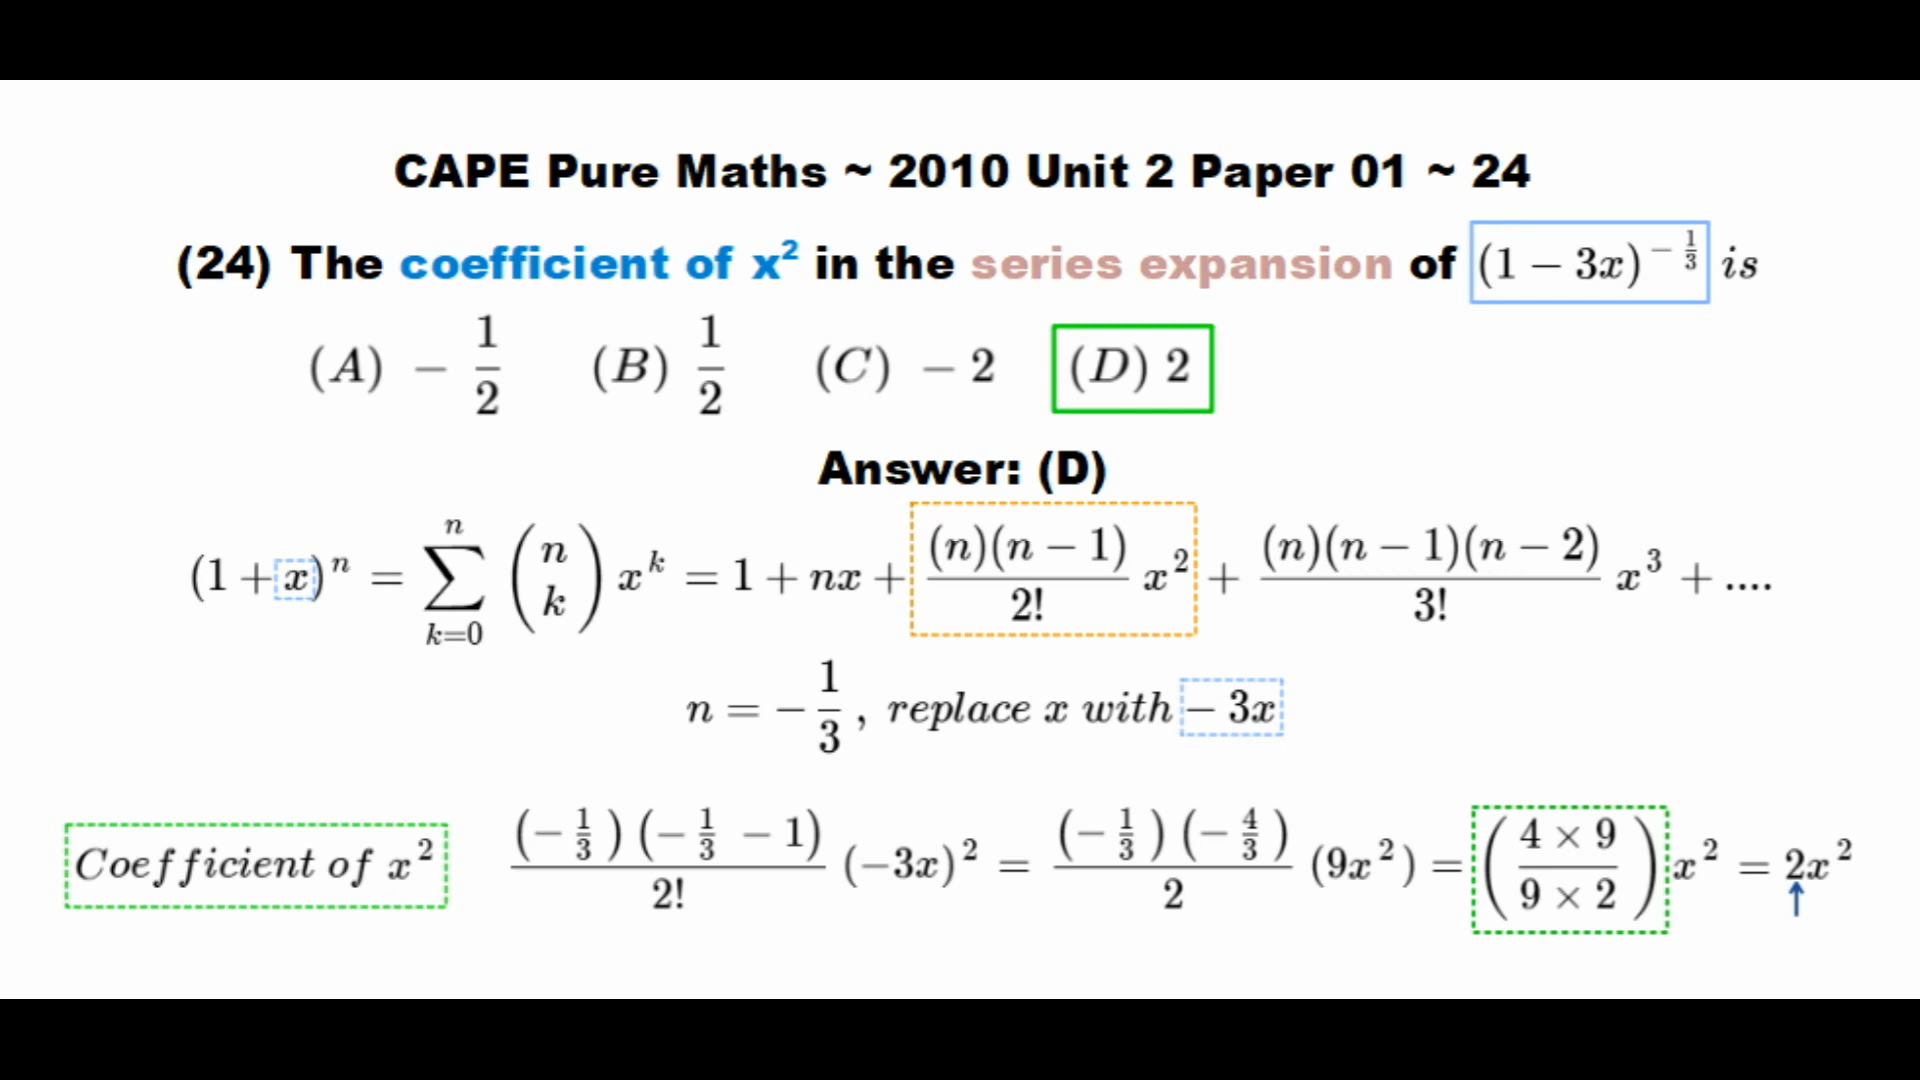 CAPE Pure Maths ~ 2010 Unit 2 Paper 01 ~ 24
(24) The coefficient of x² in the series expansion of (1 − 3x)^(−1/3) is
(A) − 1/2 (B) 1/2 (C) − 2 (D) 2
Answer: (D)
(1 + x)^n = ∑_{k=0}^{n} (n k) x^k = 1 + nx + (n)(n − 1)/2! x² + (n)(n − 1)(n − 2)/3! x³ + ....
n = − 1/3 , replace x with − 3x
Coefficient of x² (− 1/3)(− 1/3 − 1)/2! (−3x)² = (− 1/3)(− 4/3)/2 (9x²) = (4 × 9/9 × 2) x² = 2x²